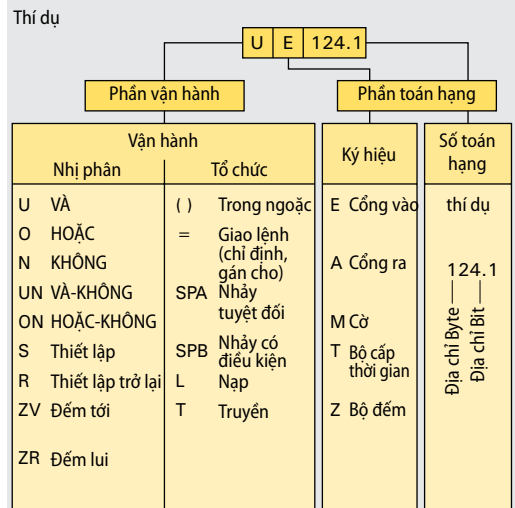 Thí dụ
U E 124.1
Phần vận hành
Phần toán hạng
Vận hành
Nhị phân
Tổ chức
U VÀ
O HOẶC
N KHÔNG
UN VÀ-KHÔNG
ON HOẶC-KHÔNG
S Thiết lập
R Thiết lập trở lại
ZV Đếm tới
ZR Đếm lui
( ) Trong ngoặc
= Giao lệnh
(chỉ định,
gán cho)
SPA Nhảy
tuyệt đối
SPB Nhảy có
điều kiện
L Nạp
T Truyền
Ký hiệu
E Cổng vào
A Cổng ra
M Cờ
T Bộ cấp
thời gian
Z Bộ đếm
Số toán
hạng
thí dụ
124.1
Địa chỉ Byte
Địa chỉ Bit